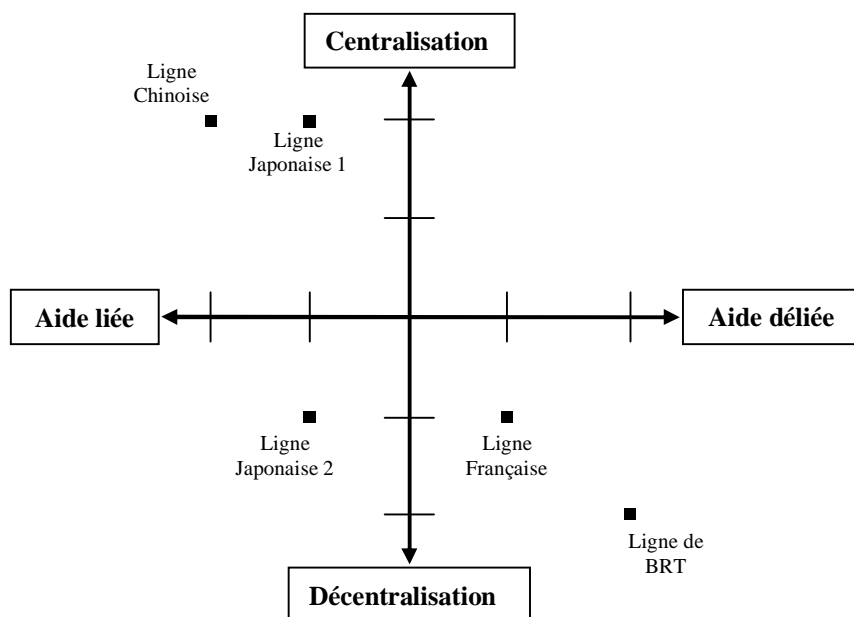 Centralisation
Ligne
Chinoise
Ligne
Japonaise 1
Aide liée
Aide déliée
Ligne
Japonaise 2
Ligne
Française
Ligne de
BRT
Décentralisation